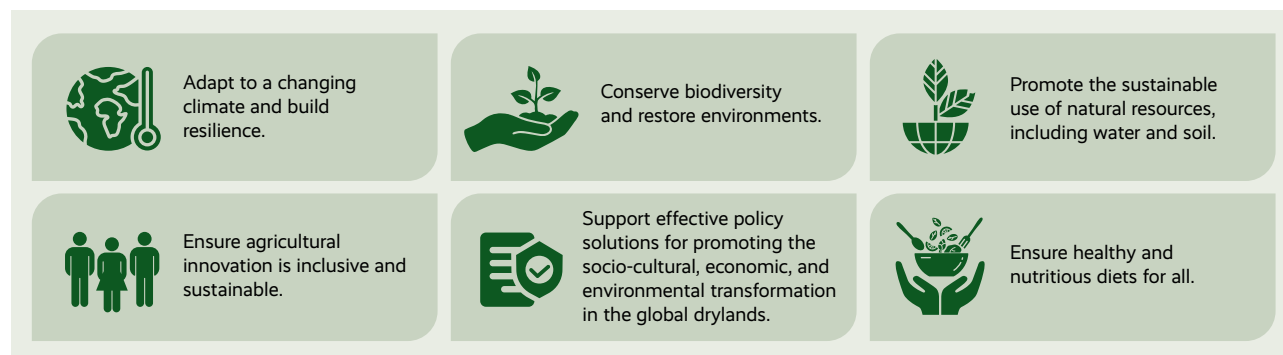 Adapt to a changing
climate and build
resilience.
Conserve biodiversity
and restore environments.
Promote the sustainable
use of natural resources,
including water and soil.
Ensure agricultural
innovation is inclusive and
sustainable.
Support effective policy
solutions for promoting the
socio-cultural, economic, and
environmental transformation
in the global drylands.
Ensure healthy and
nutritious diets for all.